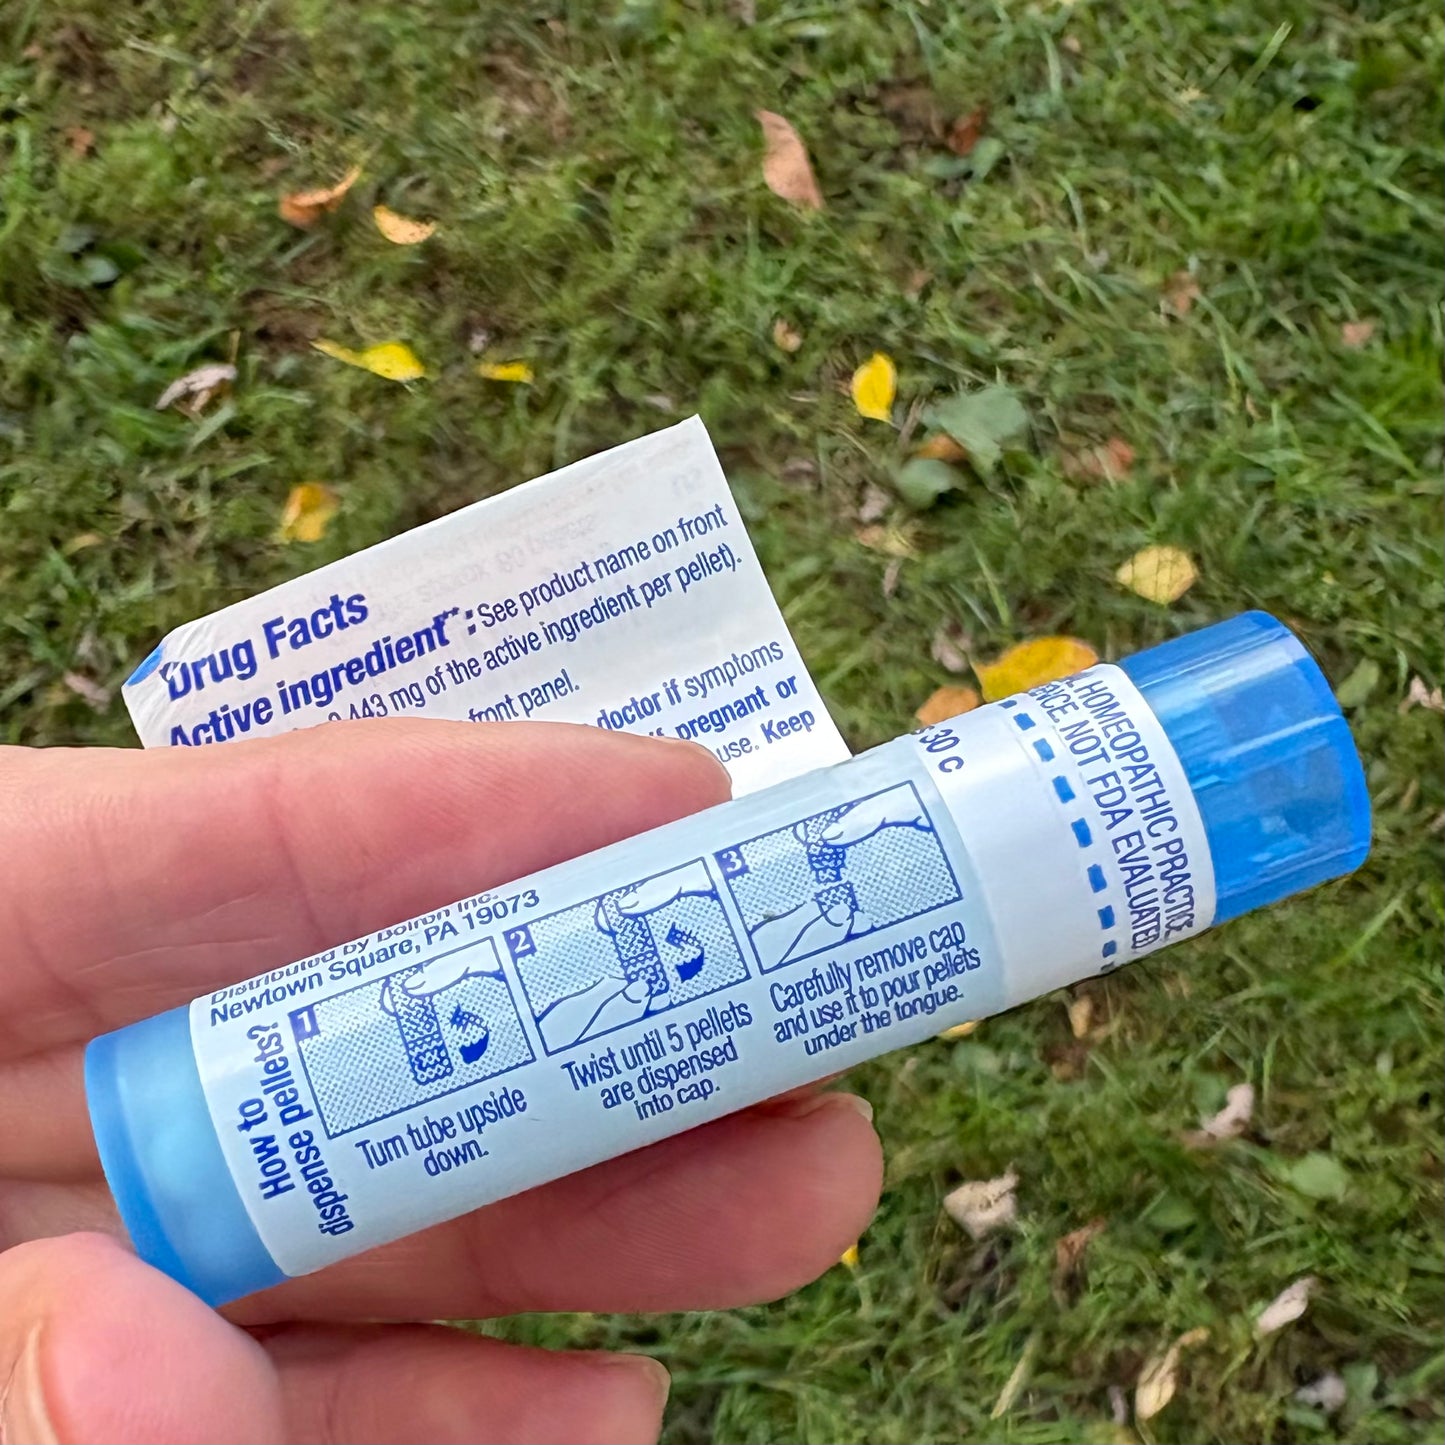 Drug Facts
Active ingredient**: See product name on front
0.443 mg of the active ingredient per pellet).
front panel.
doctor if symptoms
pregnant or
use. Keep
30 C
HOMEOPATHIC PRACTICE
NOT FDA EVALUATED
Distributed by Boiron Inc.
Newtown Square, PA 19073
How to
dispense pellets?
1
Turn tube upside
down.
2
Twist until 5 pellets
are dispensed
into cap.
3
Carefully remove cap
and use it to pour pellets
under the tongue.